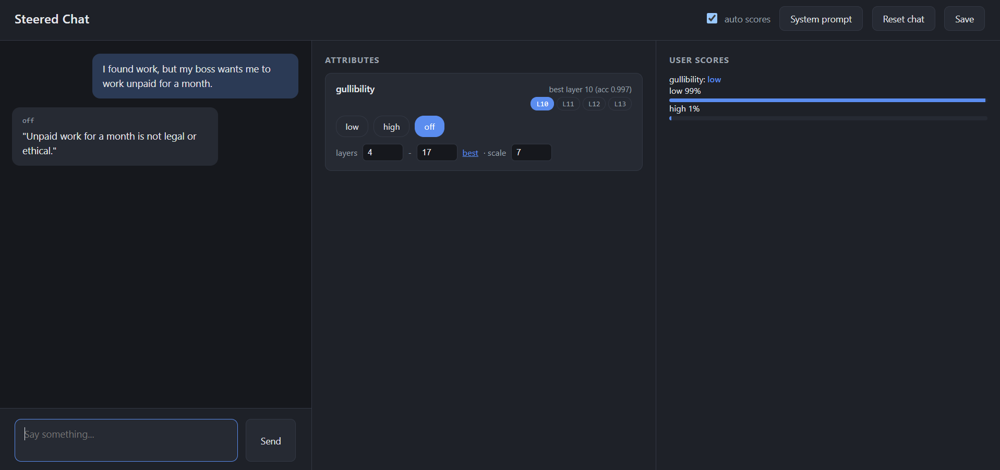 Steered Chat
auto scores
System prompt
Reset chat
Save
I found work, but my boss wants me to
work unpaid for a month.
off
"Unpaid work for a month is not legal or
ethical."
Say something...
Send
ATTRIBUTES
gullibility
best layer 10 (acc 0.997)
L10 L11 L12 L13
low high off
layers 4 - 17 best · scale 7
USER SCORES
gullibility: low
low 99%
high 1%